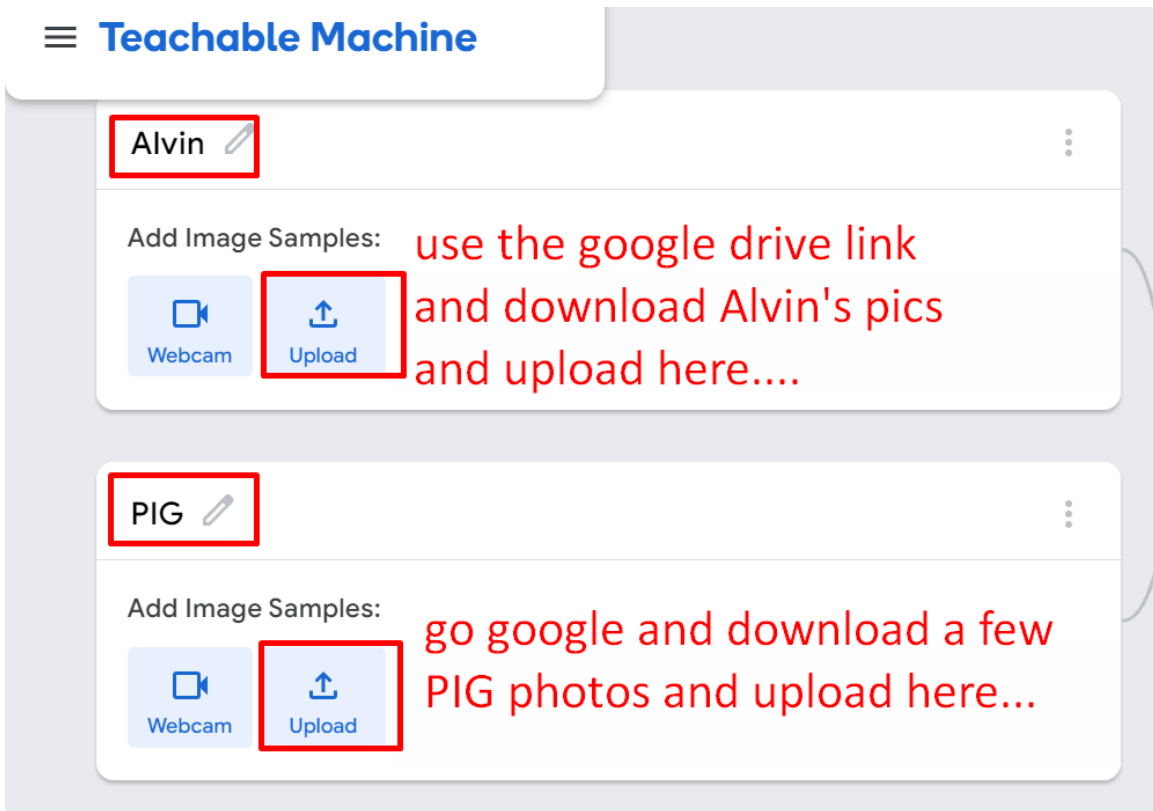 Teachable Machine
Alvin
Add Image Samples:
Webcam
Upload
use the google drive link
and download Alvin's pics
and upload here....
PIG
Add Image Samples:
Webcam
Upload
go google and download a few
PIG photos and upload here...